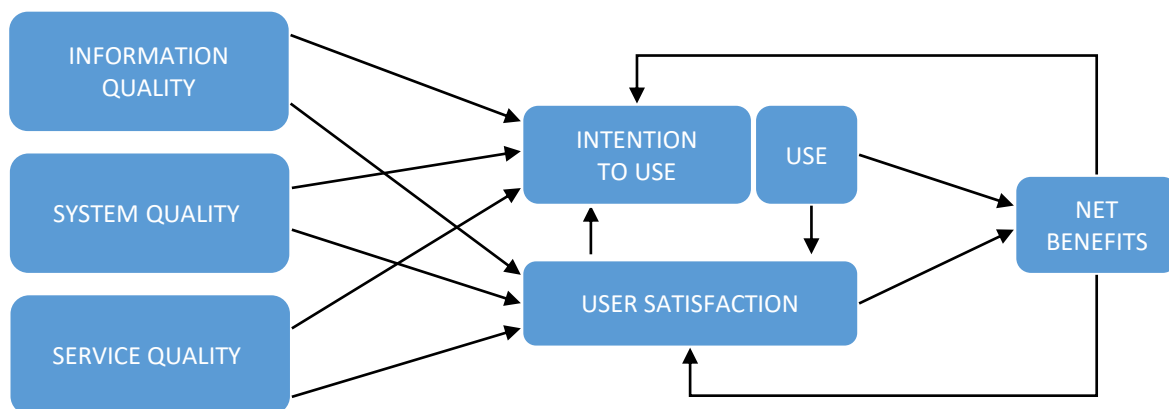 INFORMATION
QUALITY
SYSTEM QUALITY
SERVICE QUALITY
INTENTION
TO USE
USE
USER SATISFACTION
NET
BENEFITS